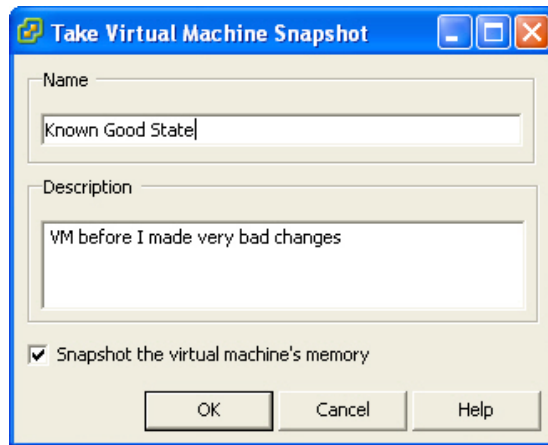 Take Virtual Machine Snapshot
Name
Known Good State
Description
VM before I made very bad changes
Snapshot the virtual machine's memory
OK Cancel Help